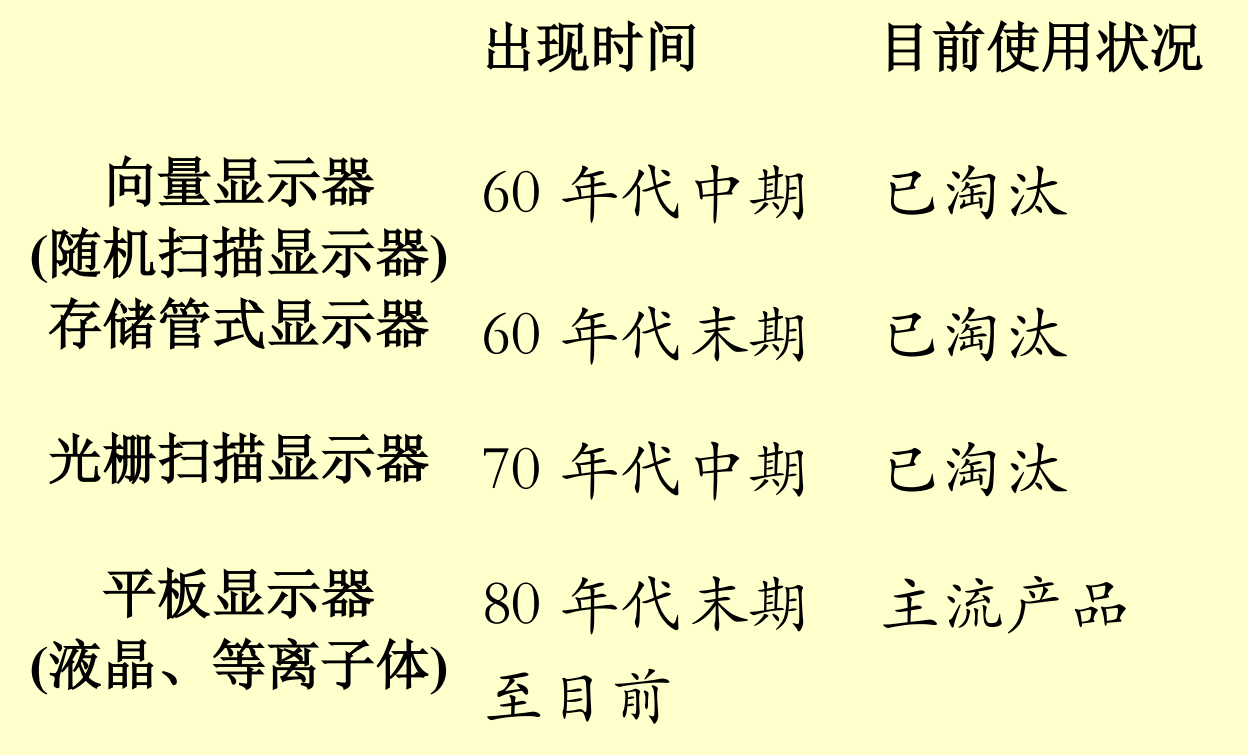 出现时间 目前使用状况
向量显示器 60 年代中期 已淘汰
(随机扫描显示器)
存储管式显示器 60 年代末期 已淘汰
光栅扫描显示器 70 年代中期 已淘汰
平板显示器 80 年代末期 主流产品
(液晶、等离子体) 至目前